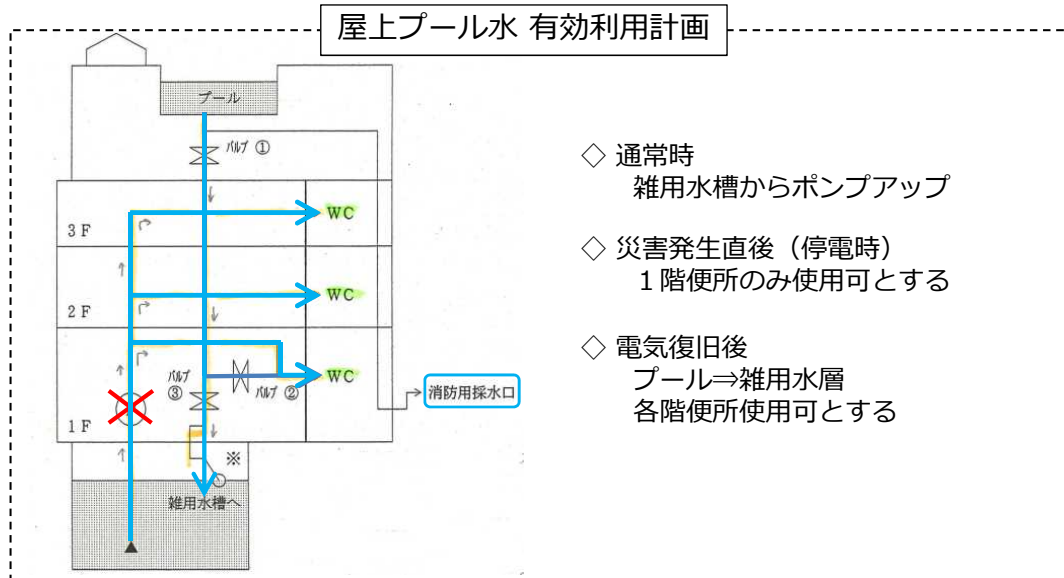 屋上プール水 有効利用計画
プール
バルブ ①
3F
WC
2F
WC
バルブ
③
バルブ ②
WC
消防用採水口
1F
※
雑用水槽へ
◇ 通常時
雑用水槽からポンプアップ
◇ 災害発生直後（停電時）
１階便所のみ使用可とする
◇ 電気復旧後
プール⇒雑用水層
各階便所使用可とする